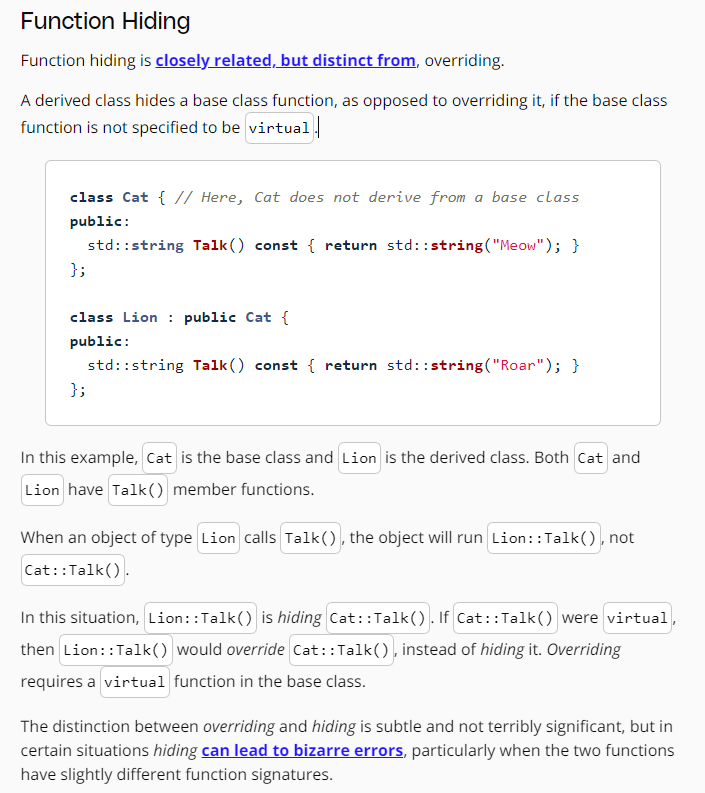 Function Hiding
Function hiding is closely related, but distinct from, overriding.
A derived class hides a base class function, as opposed to overriding it, if the base class
function is not specified to be virtual.
class Cat { // Here, Cat does not derive from a base class
public:
  std::string Talk() const { return std::string("Meow"); }
};
class Lion : public Cat {
public:
  std::string Talk() const { return std::string("Roar"); }
};
In this example, Cat is the base class and Lion is the derived class. Both Cat and
Lion have Talk() member functions.
When an object of type Lion calls Talk(), the object will run Lion::Talk(), not
Cat::Talk().
In this situation, Lion::Talk() is hiding Cat::Talk(). If Cat::Talk() were virtual,
then Lion::Talk() would override Cat::Talk(), instead of hiding it. Overriding
requires a virtual function in the base class.
The distinction between overriding and hiding is subtle and not terribly significant, but in
certain situations hiding can lead to bizarre errors, particularly when the two functions
have slightly different function signatures.